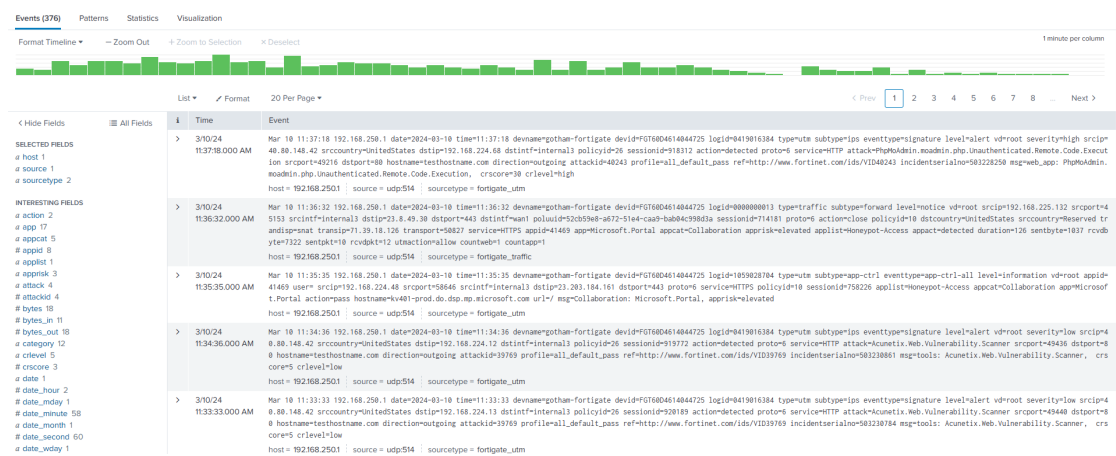 Events (376) Patterns Statistics Visualization
Format Timeline ▾ — Zoom Out + Zoom to Selection × Deselect 1 minute per column
List ▾ Format 20 Per Page ▾ < Prev 1 2 3 4 5 6 7 8 ... Next >
< Hide Fields All Fields
SELECTED FIELDS
a host 1
a source 1
a sourcetype 2
INTERESTING FIELDS
a action 2
a app 17
a appcat 5
# appid 8
a applist 1
a apprisk 3
a attack 4
# attackid 4
# bytes 18
# bytes_in 11
# bytes_out 18
a category 12
a crlevel 5
# crscore 3
a date 1
# date_hour 2
# date_mday 1
# date_minute 58
a date_month 1
# date_second 60
a date_wday 1
i Time Event
> 3/10/24
11:37:18.000 AM
Mar 10 11:37:18 192.168.250.1 date=2024-03-10 time=11:37:18 devname=gotham-fortigate devid=FGT60D4614044725 logid=0419016384 type=utm subtype=ips eventtype=signature level=alert vd=root severity=high srcip=
40.80.148.42 srccountry=UnitedStates dstip=192.168.224.68 dstintf=internal3 policyid=26 sessionid=918312 action=detected proto=6 service=HTTP attack=PhpMoAdmin.moadmin.php.Unauthenticated.Remote.Code.Execut
ion srcport=49216 dstport=80 hostname=testhostname.com direction=outgoing attackid=40243 profile=all_default_pass ref=http://www.fortinet.com/ids/VID40243 incidentserialno=503228250 msg=web_app: PhpMoAdmin.
moadmin.php.Unauthenticated.Remote.Code.Execution, crscore=30 crlevel=high
host = 192.168.250.1 source = udp:514 sourcetype = fortigate_utm
> 3/10/24
11:36:32.000 AM
Mar 10 11:36:32 192.168.250.1 date=2024-03-10 time=11:36:32 devname=gotham-fortigate devid=FGT60D4614044725 logid=0000000013 type=traffic subtype=forward level=notice vd=root srcip=192.168.225.132 srcport=4
5153 srcintf=internal3 dstip=23.8.49.30 dstport=443 dstintf=wan1 poluuid=52cb59e8-a672-51e4-caa9-bab04c998d3a sessionid=714181 proto=6 action=close policyid=10 dstcountry=UnitedStates srccountry=Reserved tr
andisp=snat transip=71.39.18.126 transport=50827 service=HTTPS appid=41469 app=Microsoft.Portal appcat=Collaboration apprisk=elevated applist=Honeypot-Access appact=detected duration=126 sentbyte=1037 rcvdb
yte=7322 sentpkt=10 rcvdpkt=12 utmaction=allow countweb=1 countapp=1
host = 192.168.250.1 source = udp:514 sourcetype = fortigate_traffic
> 3/10/24
11:35:35.000 AM
Mar 10 11:35:35 192.168.250.1 date=2024-03-10 time=11:35:35 devname=gotham-fortigate devid=FGT60D4614044725 logid=1059028704 type=utm subtype=app-ctrl eventtype=app-ctrl-all level=information vd=root appid=
41469 user= srcip=192.168.224.48 srcport=58646 srcintf=internal3 dstip=23.203.184.161 dstport=443 proto=6 service=HTTPS policyid=10 sessionid=758226 applist=Honeypot-Access appcat=Collaboration app=Microsof
t.Portal action=pass hostname=kv401-prod.do.dsp.mp.microsoft.com url=/ msg=Collaboration: Microsoft.Portal, apprisk=elevated
host = 192.168.250.1 source = udp:514 sourcetype = fortigate_utm
> 3/10/24
11:34:36.000 AM
Mar 10 11:34:36 192.168.250.1 date=2024-03-10 time=11:34:36 devname=gotham-fortigate devid=FGT60D4614044725 logid=0419016384 type=utm subtype=ips eventtype=signature level=alert vd=root severity=low srcip=4
0.80.148.42 srccountry=UnitedStates dstip=192.168.224.12 dstintf=internal3 policyid=26 sessionid=919772 action=detected proto=6 service=HTTP attack=Acunetix.Web.Vulnerability.Scanner srcport=49436 dstport=8
0 hostname=testhostname.com direction=outgoing attackid=39769 profile=all_default_pass ref=http://www.fortinet.com/ids/VID39769 incidentserialno=503230861 msg=tools: Acunetix.Web.Vulnerability.Scanner, crs
core=5 crlevel=low
host = 192.168.250.1 source = udp:514 sourcetype = fortigate_utm
> 3/10/24
11:33:33.000 AM
Mar 10 11:33:33 192.168.250.1 date=2024-03-10 time=11:33:33 devname=gotham-fortigate devid=FGT60D4614044725 logid=0419016384 type=utm subtype=ips eventtype=signature level=alert vd=root severity=low srcip=4
0.80.148.42 srccountry=UnitedStates dstip=192.168.224.13 dstintf=internal3 policyid=26 sessionid=920189 action=detected proto=6 service=HTTP attack=Acunetix.Web.Vulnerability.Scanner srcport=49440 dstport=8
0 hostname=testhostname.com direction=outgoing attackid=39769 profile=all_default_pass ref=http://www.fortinet.com/ids/VID39769 incidentserialno=503230784 msg=tools: Acunetix.Web.Vulnerability.Scanner, crs
core=5 crlevel=low
host = 192.168.250.1 source = udp:514 sourcetype = fortigate_utm